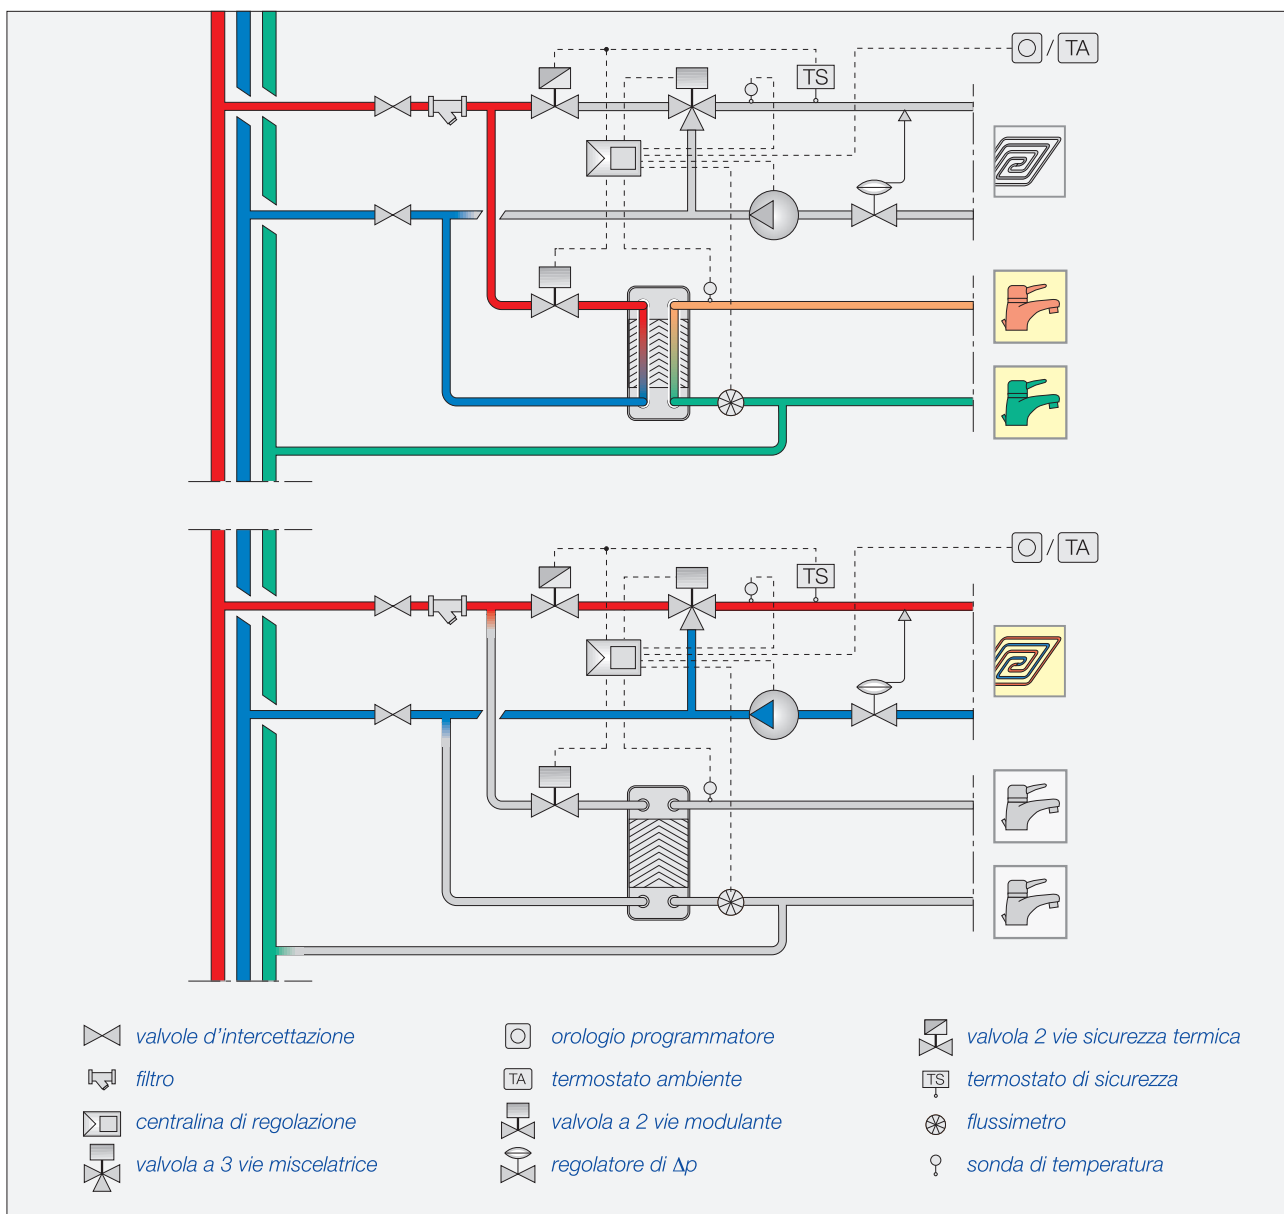 / TA
TS
/ TA
TS
valvole d'intercettazione
orologio programmatore
valvola 2 vie sicurezza termica
filtro
TA
termostato ambiente
TS
termostato di sicurezza
centralina di regolazione
valvola a 2 vie modulante
flussimetro
valvola a 3 vie miscelatrice
regolatore di Δp
sonda di temperatura